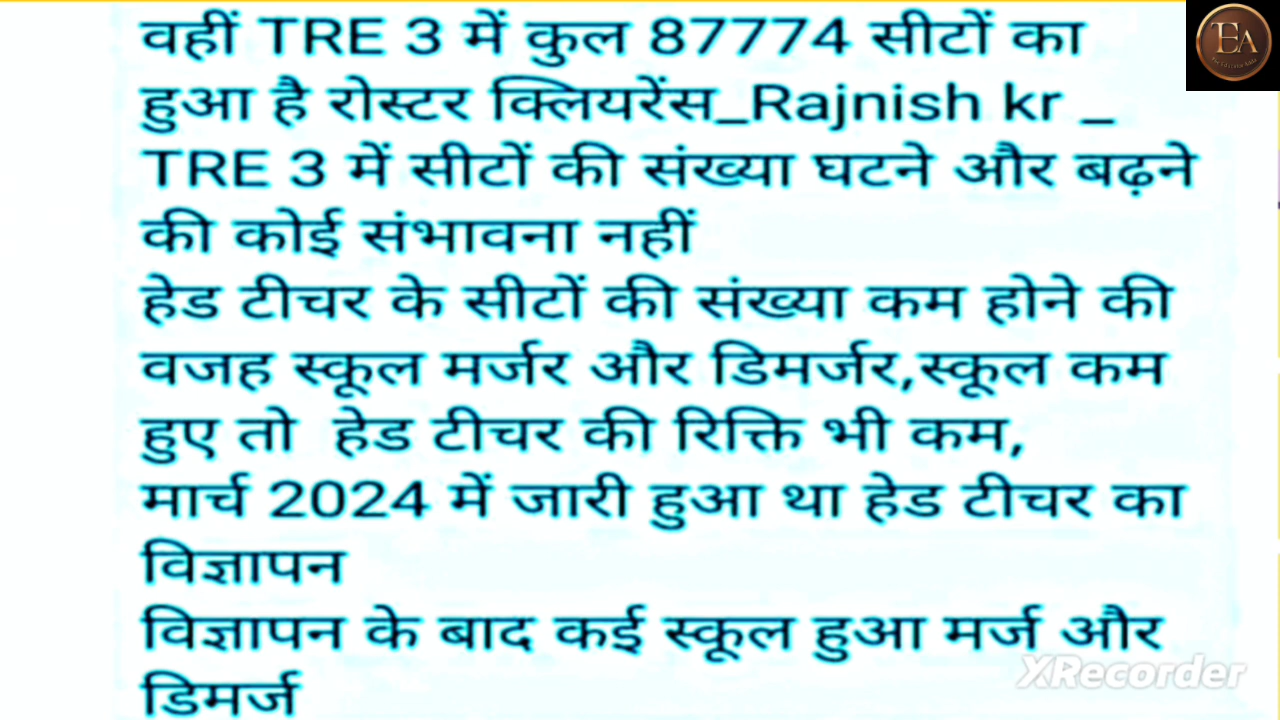 वहीं TRE 3 में कुल 87774 सीटों का
हुआ है रोस्टर क्लियरेंस_Rajnish kr _
TRE 3 में सीटों की संख्या घटने और बढ़ने
की कोई संभावना नहीं
हेड टीचर के सीटों की संख्या कम होने की
वजह स्कूल मर्जर और डिमर्जर,स्कूल कम
हुए तो हेड टीचर की रिक्ति भी कम,
मार्च 2024 में जारी हुआ था हेड टीचर का
विज्ञापन
विज्ञापन के बाद कई स्कूल हुआ मर्ज और
डिमर्ज
TEA
XRecorder